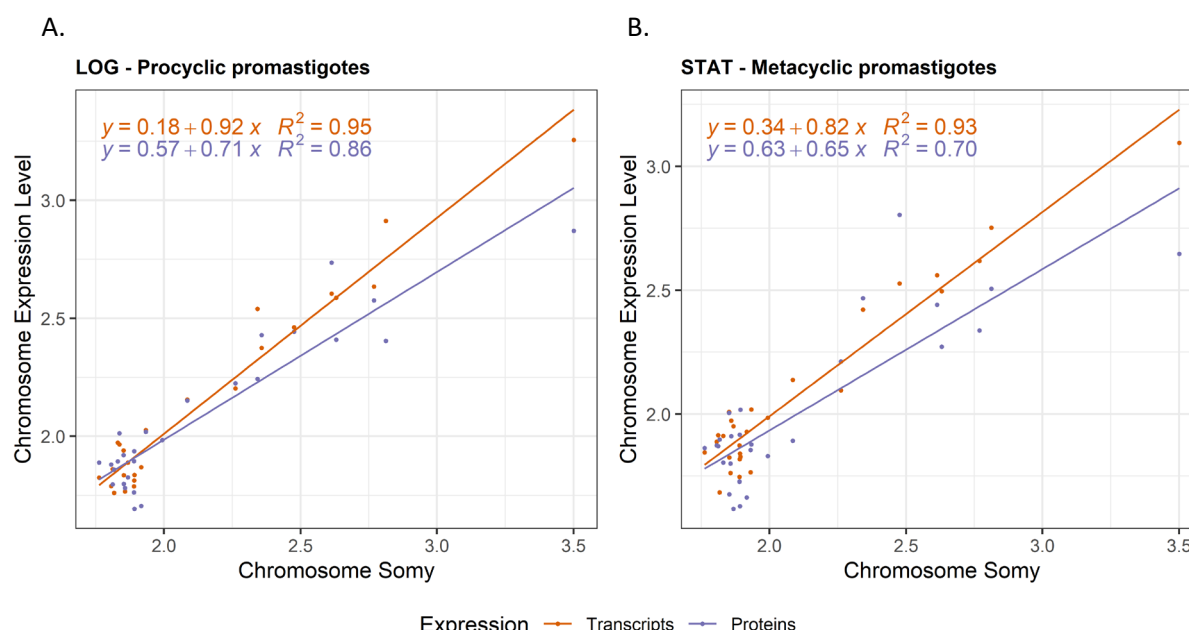 A.
B.
LOG - Procyclic promastigotes
STAT - Metacyclic promastigotes
y = 0.18 + 0.92 x R² = 0.95
y = 0.57 + 0.71 x R² = 0.86
y = 0.34 + 0.82 x R² = 0.93
y = 0.63 + 0.65 x R² = 0.70
Chromosome Expression Level
3.0
2.5
2.0
2.0 2.5 3.0 3.5
Chromosome Somy
Chromosome Expression Level
3.0
2.5
2.0
2.0 2.5 3.0 3.5
Chromosome Somy
Expression Transcripts Proteins